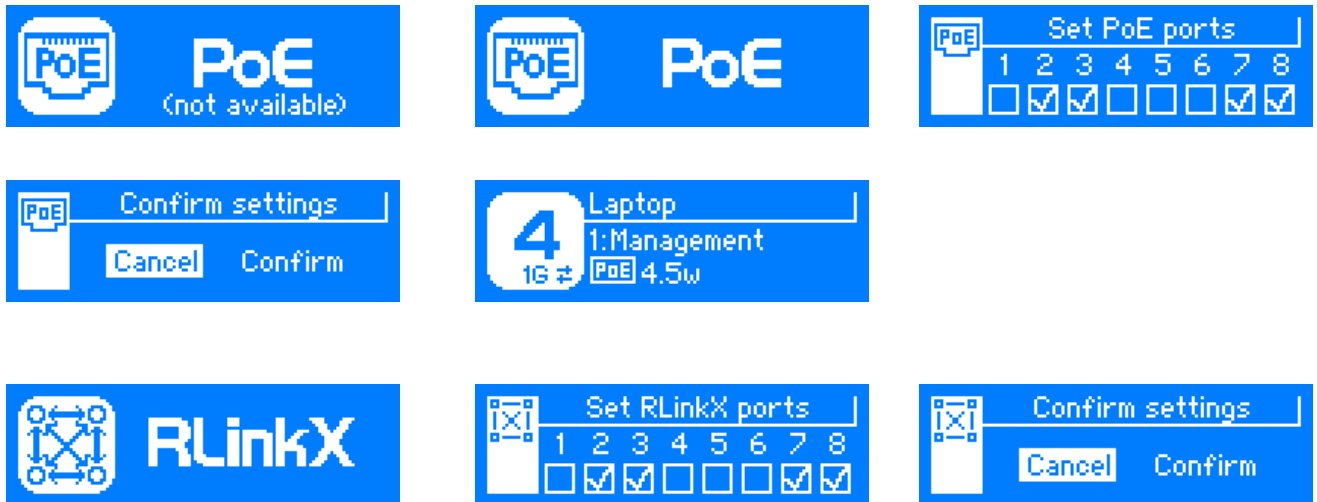 PoE
PoE
(not available)
PoE
PoE
PoE
Set PoE ports
1 2 3 4 5 6 7 8
PoE
Confirm settings
Cancel Confirm
4
1G
Laptop
1:Management
PoE 4.5w
RLinkX
Set RLinkX ports
1 2 3 4 5 6 7 8
Confirm settings
Cancel Confirm